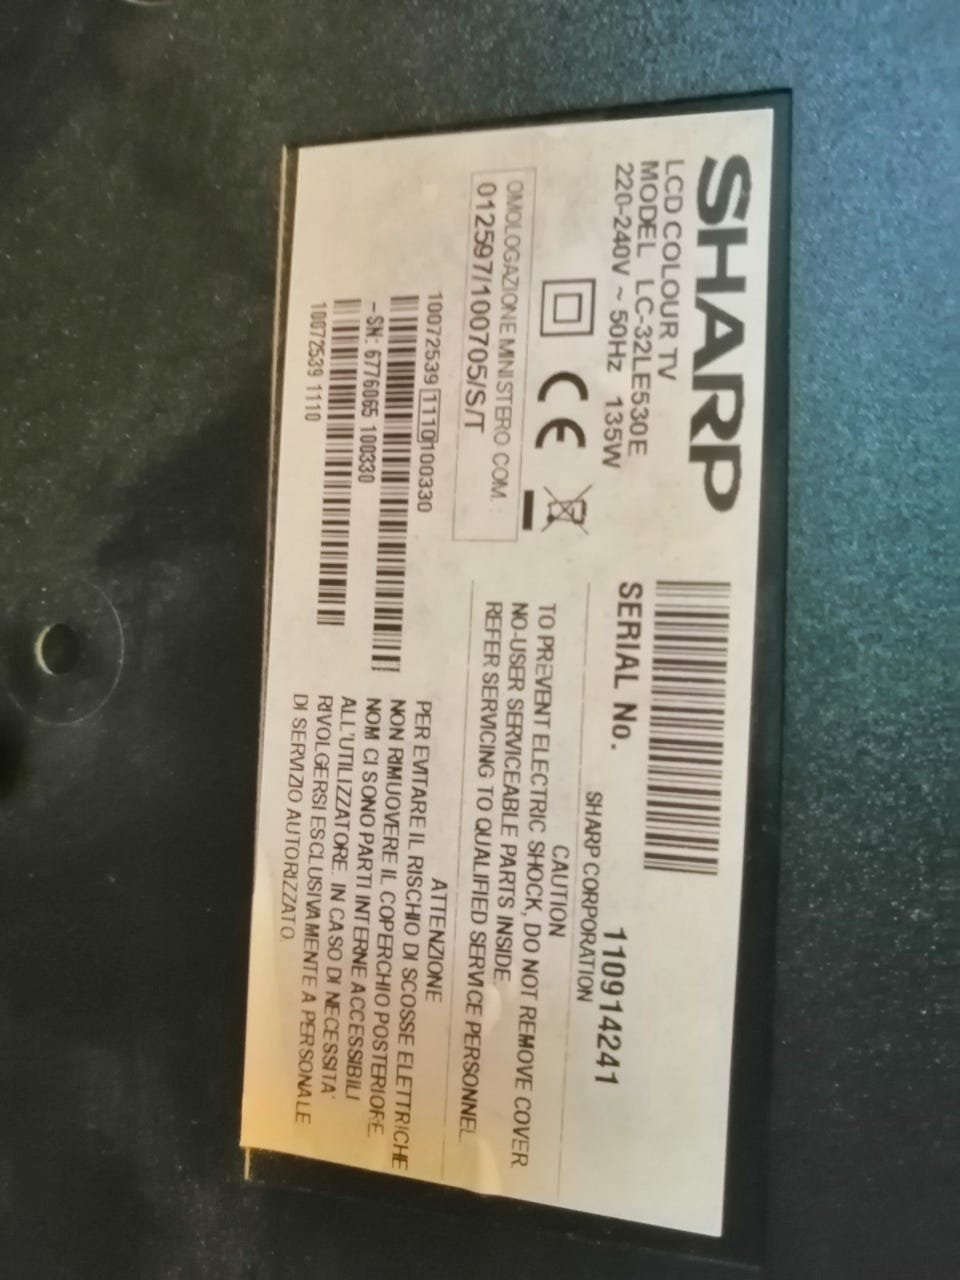 SHARP
LCD COLOUR TV
MODEL LC-32LE530E
220-240V ~ 50Hz 135W
CE
OMOLOGAZIONE MINISTERO COM. :
012597/100705/S/T
10072539 1110 100330
-SN: 6776065 100330
10072539 1110
SERIAL No. 110914241
SHARP CORPORATION
CAUTION
TO PREVENT ELECTRIC SHOCK, DO NOT REMOVE COVER.
NO-USER SERVICEABLE PARTS INSIDE.
REFER SERVICING TO QUALIFIED SERVICE PERSONNEL.
ATTENZIONE
PER EVITARE IL RISCHIO DI SCOSSE ELETTRICHE
NON RIMUOVERE IL COPERCHIO POSTERIORE.
NOM CI SONO PARTI INTERNE ACCESSIBILI
ALL'UTILIZZATORE. IN CASO DI NECESSITA'
RIVOLGERSI ESCLUSIVAMENTE A PERSONALE
DI SERVIZIO AUTORIZZATO.